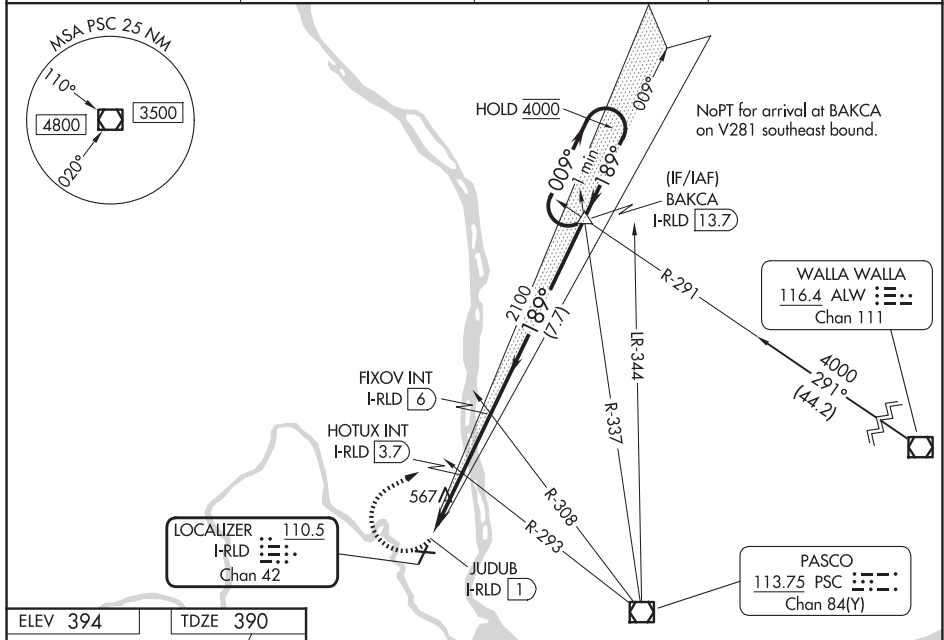 MSA PSC 25 NM
110°
4800
3500
020°
HOLD 4000
009°
NoPT for arrival at BAKCA
on V281 southeast bound.
009°
1 min
189°
(IF/IAF)
BAKCA
I-RLD 13.7
R-291
WALLA WALLA
116.4 ALW
Chan 111
2100
189°
(7.7)
LR-344
4000
291°
(44.2)
R-337
FIXOV INT
I-RLD 6
HOTUX INT
I-RLD 3.7
567
R-308
R-293
LOCALIZER 110.5
I-RLD
Chan 42
JUDUB
I-RLD 1
PASCO
113.75 PSC
Chan 84(Y)
ELEV 394
TDZE 390